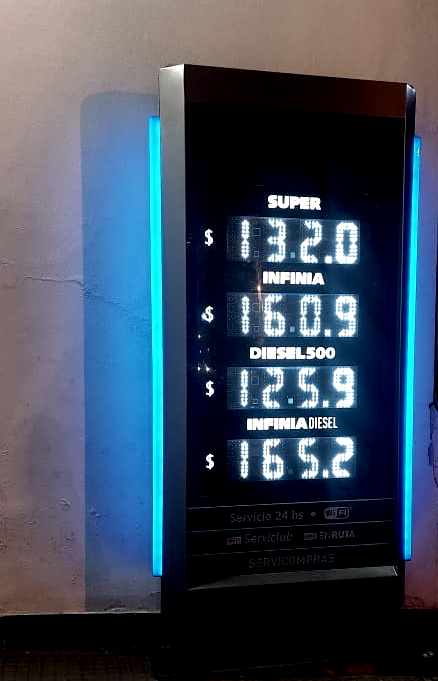 SUPER
$ 132.0
INFINIA
$ 160.9
DIESEL500
$ 125.9
INFINIA DIESEL
$ 165.2
Servicio 24 hs • WiFi
Serviclub ENRUTA
SERVICOMPRAS